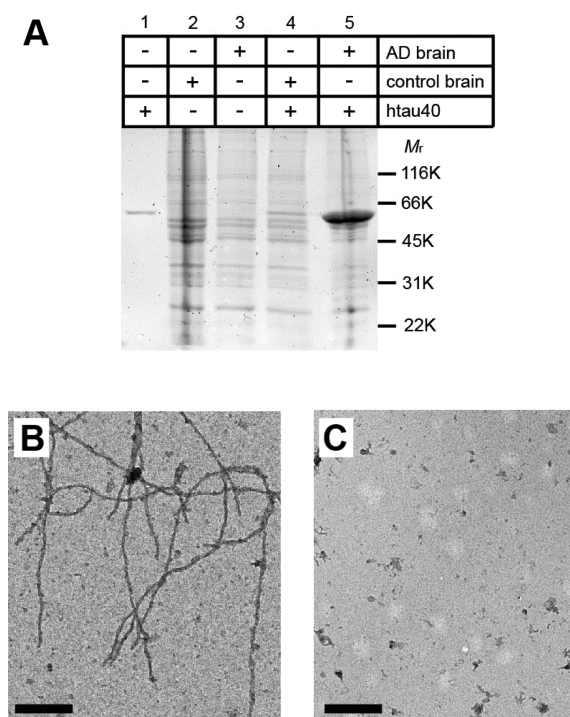 A
1 2 3 4 5
- - + - + AD brain
- + - + - control brain
+ - - + + htau40
Mr
116K
66K
45K
31K
22K
B
C